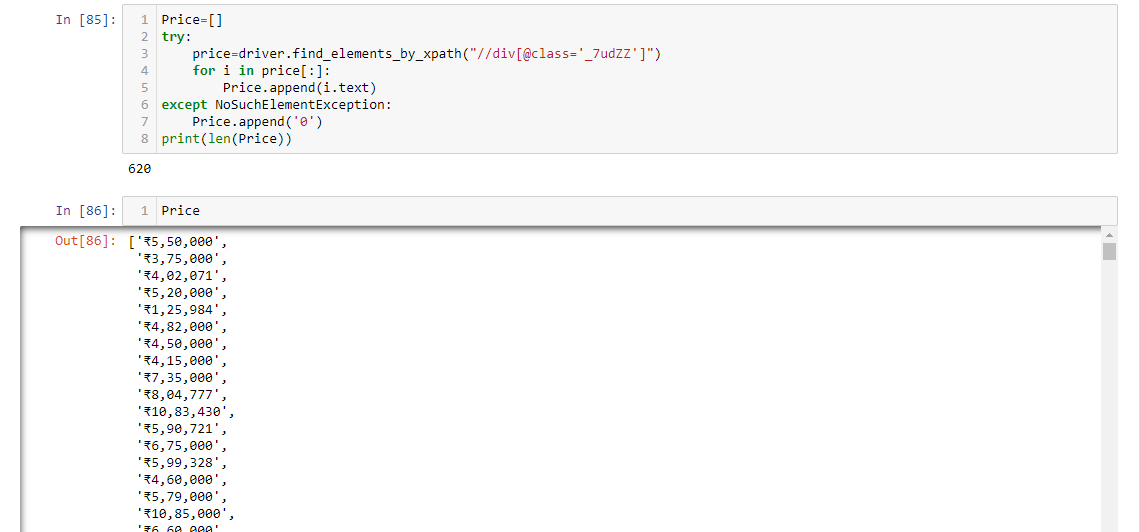 In [85]:
1 Price=[]
2 try:
3     price=driver.find_elements_by_xpath("//div[@class='_7udZZ']")
4     for i in price[:]:
5         Price.append(i.text)
6 except NoSuchElementException:
7     Price.append('0')
8 print(len(Price))
620
In [86]:
1 Price
Out[86]: ['₹5,50,000',
'₹3,75,000',
'₹4,02,071',
'₹5,20,000',
'₹1,25,984',
'₹4,82,000',
'₹4,50,000',
'₹4,15,000',
'₹7,35,000',
'₹8,04,777',
'₹10,83,430',
'₹5,90,721',
'₹6,75,000',
'₹5,99,328',
'₹4,60,000',
'₹5,79,000',
'₹10,85,000',
'₹6,60,000',